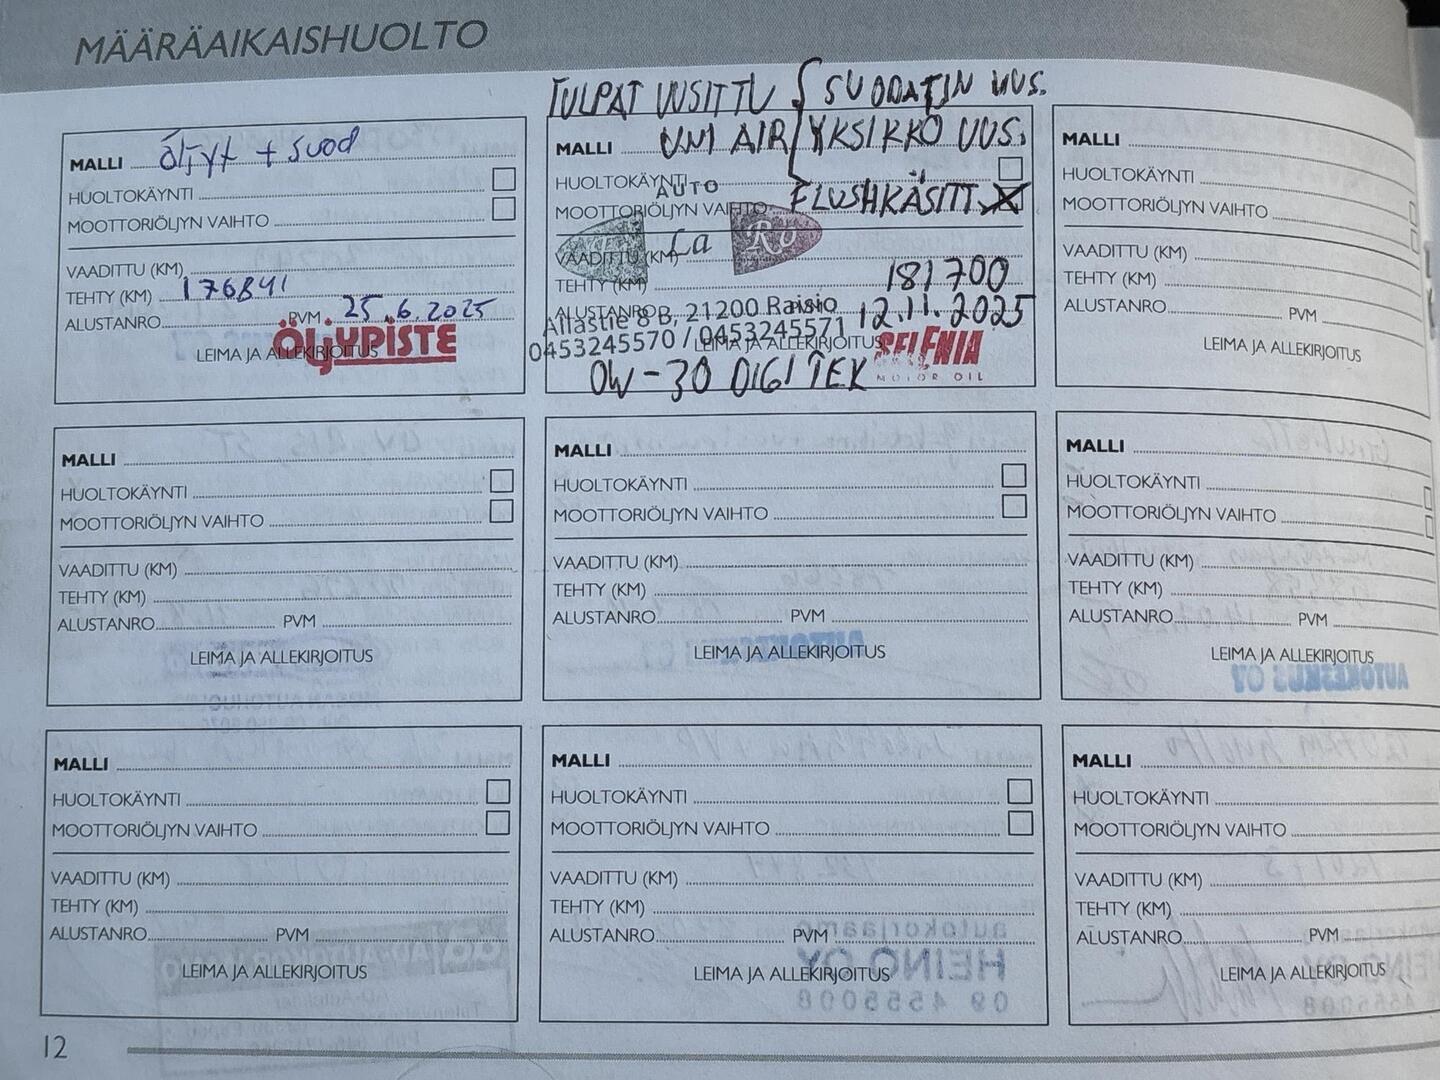 MÄÄRÄAIKAISHUOLTO
MALLI öljyt + suod
HUOLTOKÄYNTI
MOOTTORIÖLJYN VAIHTO
VAADITTU (KM)
TEHTY (KM) 176841
ALUSTANRO PVM 25.6.2025
LEIMA JA ALLEKIRJOITUS
ÖLJYPISTE
TULPAT UUSITTU { SUODATIN UUS.
MALLI UNI AIR YKSIKKÖ UUS.
HUOLTOKÄYNTI
AUTO
MOOTTORIÖLJYN VAIHTO FLUSHKÄSITT. X
La Ru
VAADITTU (KM)
TEHTY (KM) 181700
ALUSTANRO PVM 12.11.2025
Allastie 8 B, 21200 Raisio
0453245570 / 0453245571
LEIMA JA ALLEKIRJOITUS
SELENIA
MOTOR OIL
0W-30 DIGITEK
MALLI
HUOLTOKÄYNTI
MOOTTORIÖLJYN VAIHTO
VAADITTU (KM)
TEHTY (KM)
ALUSTANRO PVM
LEIMA JA ALLEKIRJOITUS
MALLI
HUOLTOKÄYNTI
MOOTTORIÖLJYN VAIHTO
VAADITTU (KM)
TEHTY (KM)
ALUSTANRO PVM
LEIMA JA ALLEKIRJOITUS
MALLI
HUOLTOKÄYNTI
MOOTTORIÖLJYN VAIHTO
VAADITTU (KM)
TEHTY (KM)
ALUSTANRO PVM
LEIMA JA ALLEKIRJOITUS
MALLI
HUOLTOKÄYNTI
MOOTTORIÖLJYN VAIHTO
VAADITTU (KM)
TEHTY (KM)
ALUSTANRO PVM
LEIMA JA ALLEKIRJOITUS
MALLI
HUOLTOKÄYNTI
MOOTTORIÖLJYN VAIHTO
VAADITTU (KM)
TEHTY (KM)
ALUSTANRO PVM
LEIMA JA ALLEKIRJOITUS
MALLI
HUOLTOKÄYNTI
MOOTTORIÖLJYN VAIHTO
VAADITTU (KM)
TEHTY (KM)
ALUSTANRO PVM
LEIMA JA ALLEKIRJOITUS
MALLI
HUOLTOKÄYNTI
MOOTTORIÖLJYN VAIHTO
VAADITTU (KM)
TEHTY (KM)
ALUSTANRO PVM
LEIMA JA ALLEKIRJOITUS
12